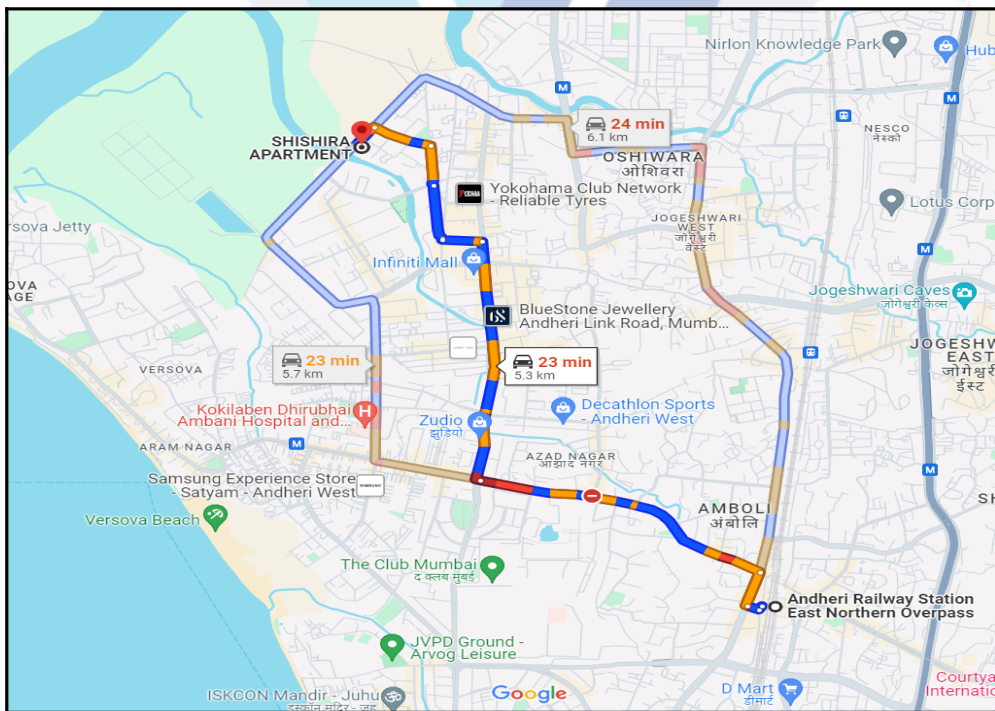 Nirlon Knowledge Park
Hub
M
M
24 min
6.1 km
NESCO
नेस्को
SHISHIRA
APARTMENT
OSHIWARA
ओशिवरा
Yokohama Club Network
- Reliable Tyres
Lotus Corp
JOGESHWARI
WEST
जोगेश्वरी
वेस्ट
rsova Jetty
M
Infiniti Mall
OVA
AGE
Jogeshwari Caves
जोगेश्वरी केव्स
BlueStone Jewellery
Andheri Link Road, Mumb...
JOGESHW
EAST
जोगेश्वरी
ईस्ट
23 min
5.7 km
23 min
5.3 km
VERSOVA
Kokilaben Dhirubhai
Ambani Hospital and...
H
Decathlon Sports
- Andheri West
Zudio
झुडियो
M
ARAM NAGAR
AZAD NAGAR
आझाद नगर
M
Samsung Experience Store
- Satyam - Andheri West
SAMSUNG
SH
AMBOLI
अंबोलि
Versova Beach
The Club Mumbai
द क्लब मुंबई
Andheri Railway Station
East Northern Overpass
JVPD Ground -
Arvog Leisure
Courtya
Internatio
ISKCON Mandir - Juhu
Google
D Mart
डीमार्ट